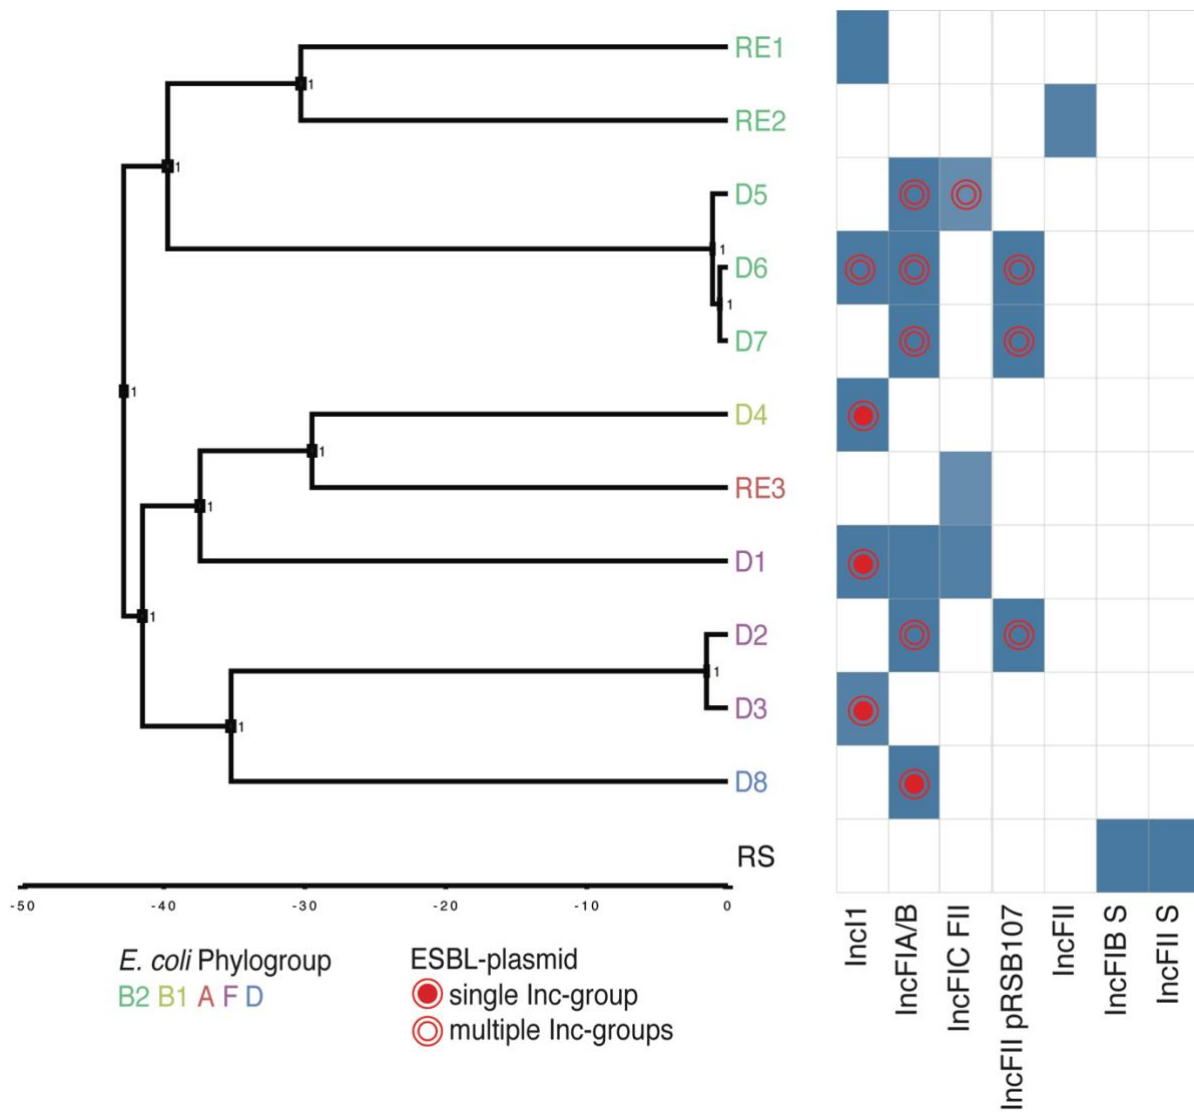 RE1
1
RE2
1
D5
1
D6
1
D7
1
D4
1
RE3
1
D1
1
D2
1
D3
1
D8
RS
-50 -40 -30 -20 -10 0
E. coli Phylogroup
B2 B1 A F D
ESBL-plasmid
single Inc-group
multiple Inc-groups
IncI1
IncFIA/B
IncFIC FII
IncFII pRSB107
IncFII
IncFIB S
IncFII S